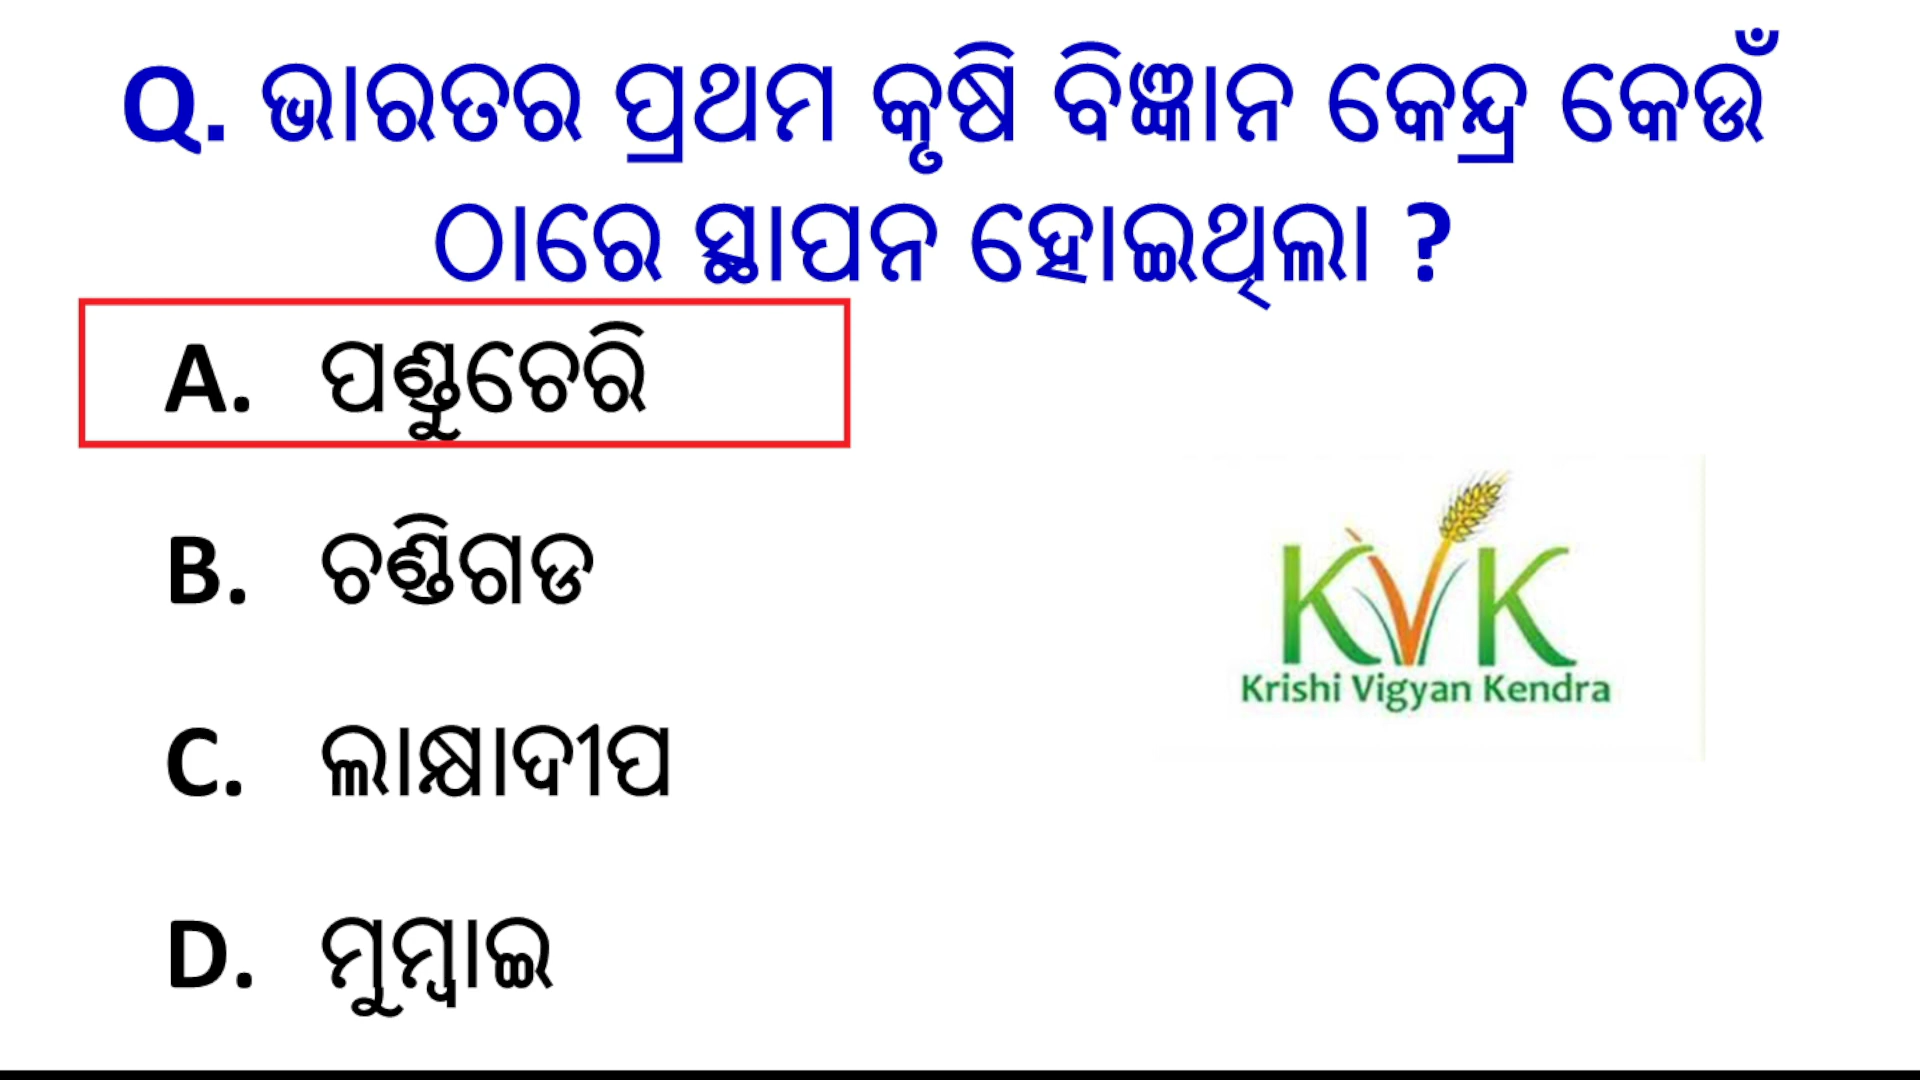 Q. ଭାରତର ପ୍ରଥମ କୃଷି ବିଜ୍ଞାନ କେନ୍ଦ୍ର କେଉଁ
ଠାରେ ସ୍ଥାପନ ହୋଇଥିଲା ?
A. ପଣ୍ଡୁଚେରି
B. ଚଣ୍ଡିଗଡ
C. ଲାକ୍ଷାଦୀପ
D. ମୁମ୍ବାଇ
KVK
Krishi Vigyan Kendra